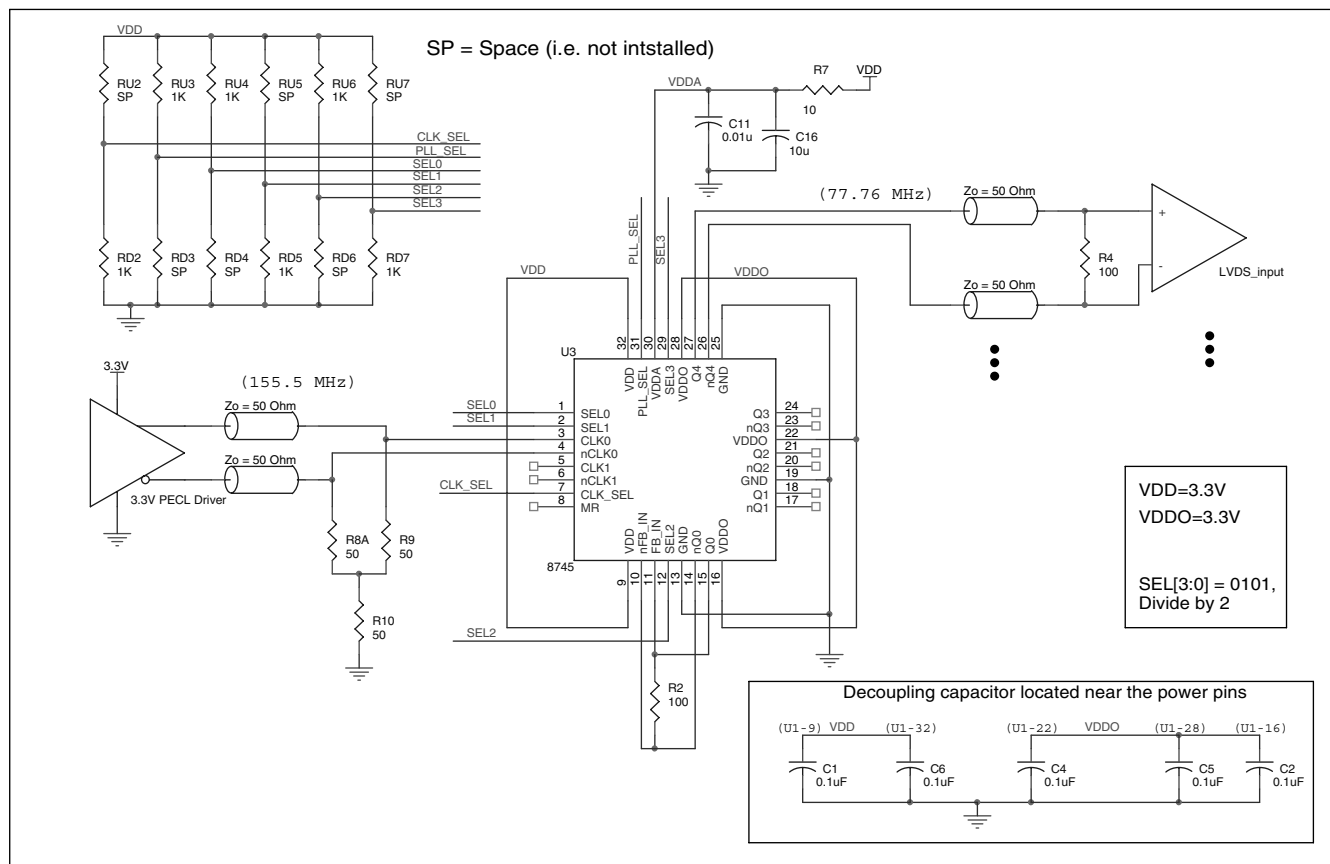 SP = Space (i.e. not intstalled)
VDD
RU2
SP
RU3
1K
RU4
1K
RU5
SP
RU6
1K
RU7
SP
CLK_SEL
PLL_SEL
SEL0
SEL1
SEL2
SEL3
RD2
1K
RD3
SP
RD4
SP
RD5
1K
RD6
SP
RD7
1K
VDDA
R7
10
VDD
C11
0.01u
C16
10u
(77.76 MHz)
Zo = 50 Ohm
Zo = 50 Ohm
R4
100
+
-
LVDS_input
PLL_SEL
SEL3
VDD
VDDO
3.3V
(155.5 MHz)
Zo = 50 Ohm
Zo = 50 Ohm
3.3V PECL Driver
R8A
50
R9
50
R10
50
SEL0
SEL1
CLK_SEL
SEL2
U3
8745
32
31
30
29
28
27
26
25
VDD
PLL_SEL
VDDA
SEL3
VDDO
Q4
nQ4
GND
1
2
3
4
5
6
7
8
SEL0
SEL1
CLK0
nCLK0
CLK1
nCLK1
CLK_SEL
MR
Q3
nQ3
VDDO
Q2
nQ2
GND
Q1
nQ1
24
23
22
21
20
19
18
17
VDD
nFB_IN
FB_IN
SEL2
GND
nQ0
Q0
VDDO
9
10
11
12
13
14
15
16
R2
100
VDD=3.3V
VDDO=3.3V
SEL[3:0] = 0101,
Divide by 2
Decoupling capacitor located near the power pins
(U1-9)
VDD
(U1-32)
(U1-22)
VDDO
(U1-28)
(U1-16)
C1
0.1uF
C6
0.1uF
C4
0.1uF
C5
0.1uF
C2
0.1uF